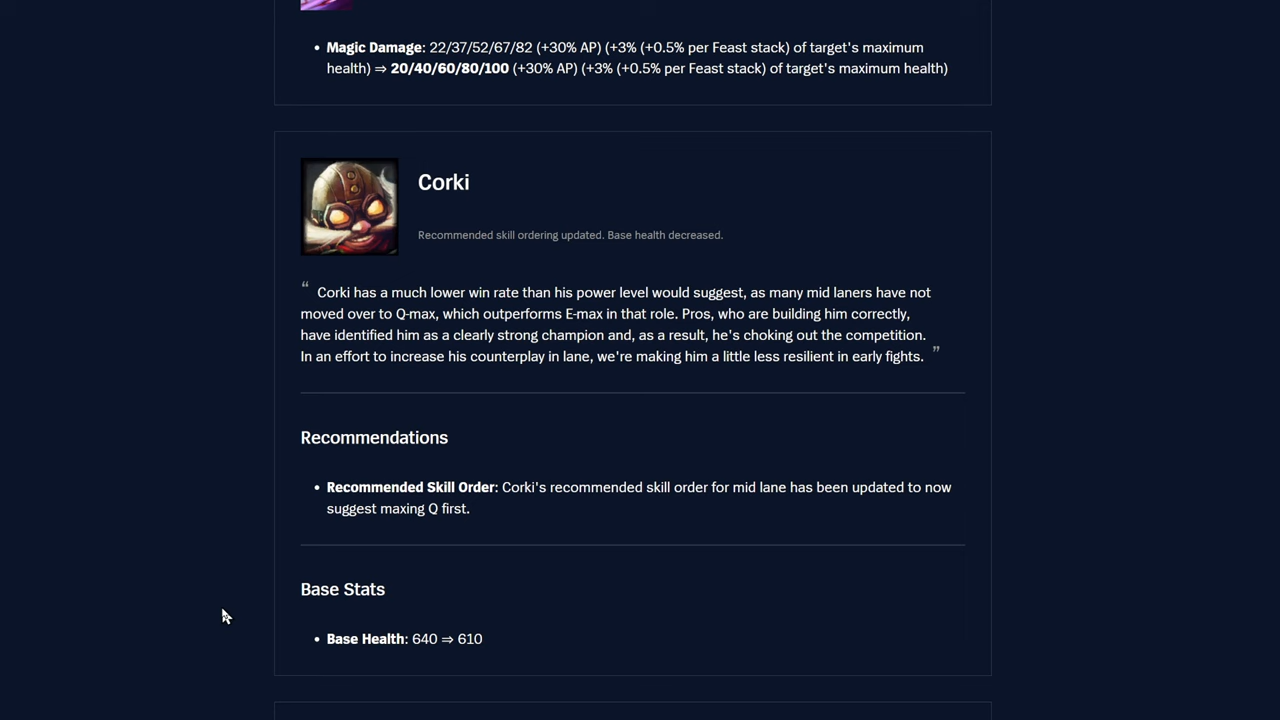 • Magic Damage: 22/37/52/67/82 (+30% AP) (+3% (+0.5% per Feast stack) of target's maximum
health) ⇒ 20/40/60/80/100 (+30% AP) (+3% (+0.5% per Feast stack) of target's maximum health)
Corki
Recommended skill ordering updated. Base health decreased.
“ Corki has a much lower win rate than his power level would suggest, as many mid laners have not
moved over to Q-max, which outperforms E-max in that role. Pros, who are building him correctly,
have identified him as a clearly strong champion and, as a result, he's choking out the competition.
In an effort to increase his counterplay in lane, we're making him a little less resilient in early fights. ”
Recommendations
• Recommended Skill Order: Corki's recommended skill order for mid lane has been updated to now
suggest maxing Q first.
Base Stats
• Base Health: 640 ⇒ 610